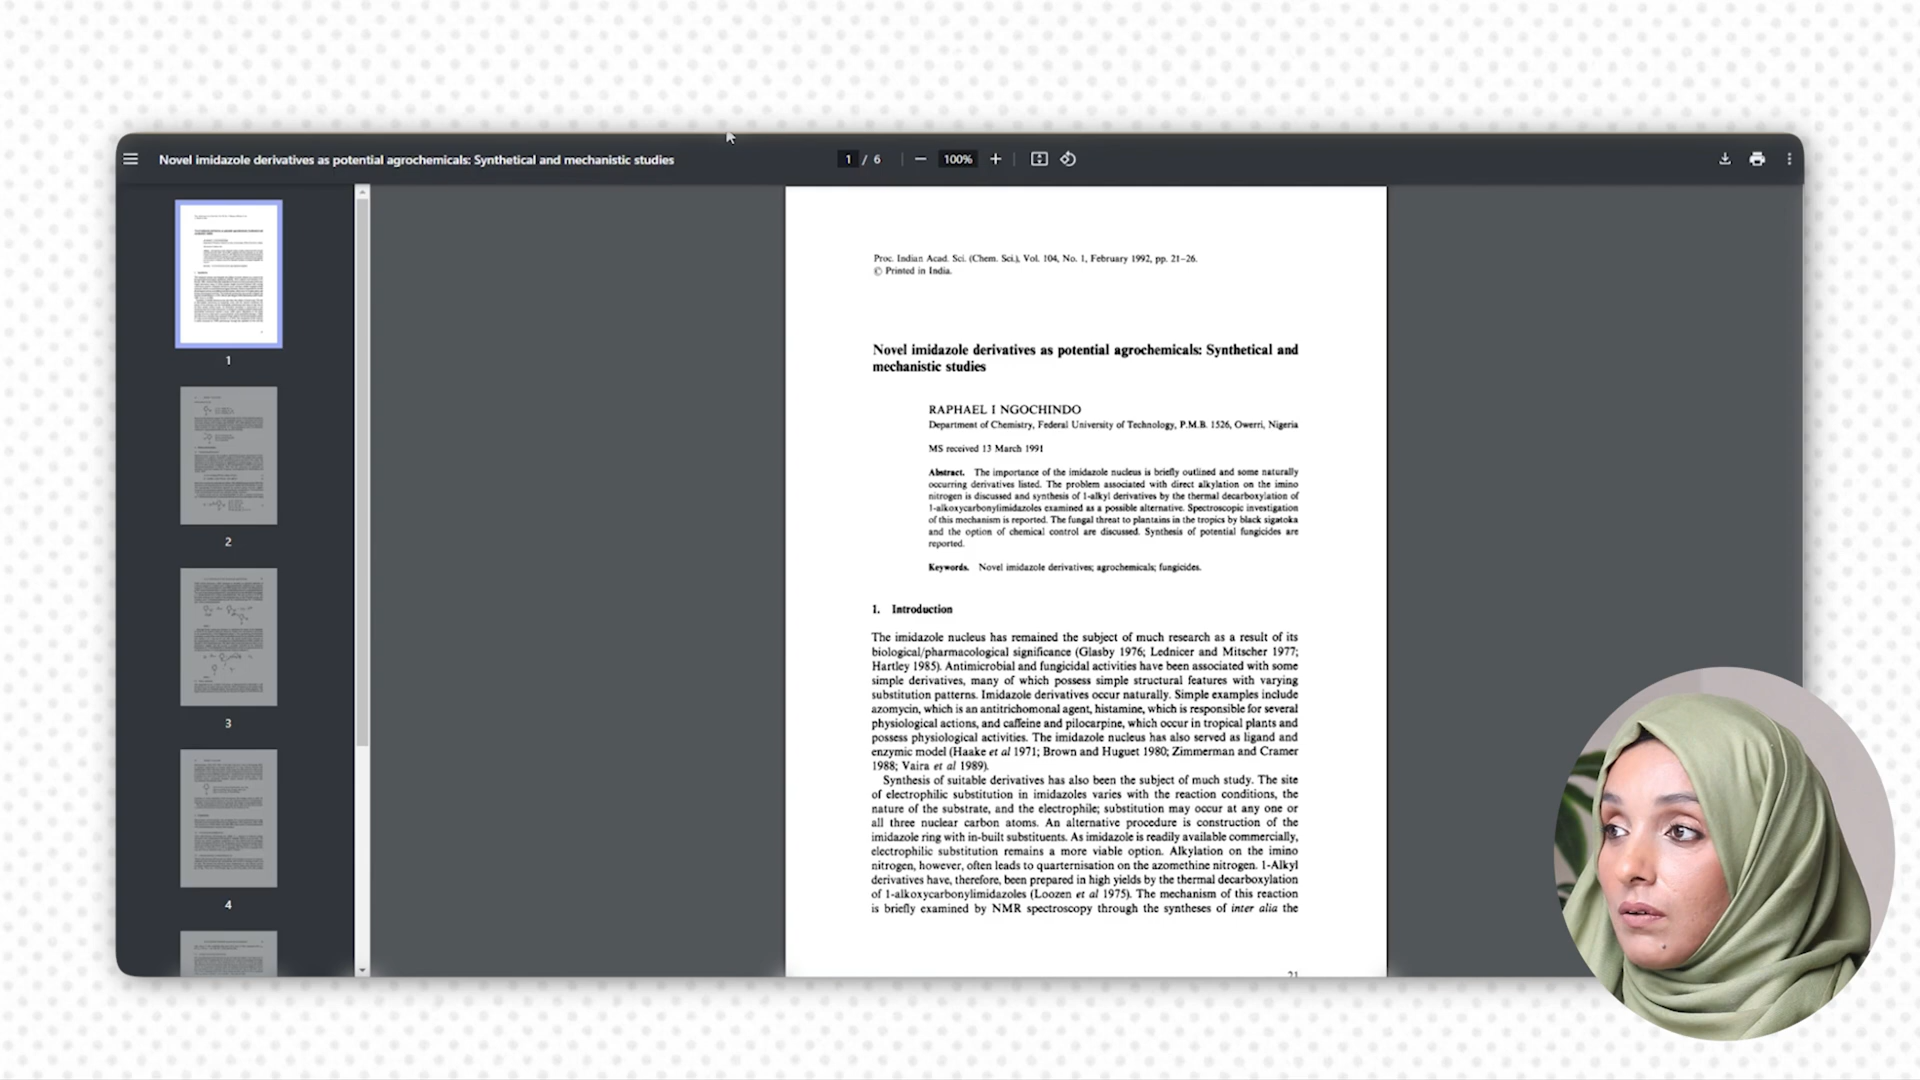 Novel imidazole derivatives as potential agrochemicals: Synthetical and mechanistic studies
1 / 6
100%
1
2
3
4
Proc. Indian Acad. Sci. (Chem. Sci.), Vol. 104, No. 1, February 1992, pp. 21–26.
© Printed in India.
Novel imidazole derivatives as potential agrochemicals: Synthetical and
mechanistic studies
RAPHAEL I NGOCHINDO
Department of Chemistry, Federal University of Technology, P.M.B. 1526, Owerri, Nigeria
MS received 13 March 1991
Abstract. The importance of the imidazole nucleus is briefly outlined and some naturally
occurring derivatives listed. The problem associated with direct alkylation on the imino
nitrogen is discussed and synthesis of 1-alkyl derivatives by the thermal decarboxylation of
1-alkoxycarbonylimidazoles examined as a possible alternative. Spectroscopic investigation
of this mechanism is reported. The fungal threat to plantains in the tropics by black sigatoka
and the option of chemical control are discussed. Synthesis of potential fungicides are
reported.
Keywords. Novel imidazole derivatives; agrochemicals; fungicides.
1. Introduction
The imidazole nucleus has remained the subject of much research as a result of its
biological/pharmacological significance (Glasby 1976; Lednicer and Mitscher 1977;
Hartley 1985). Antimicrobial and fungicidal activities have been associated with some
simple derivatives, many of which possess simple structural features with varying
substitution patterns. Imidazole derivatives occur naturally. Simple examples include
azomycin, which is an antitrichomonal agent, histamine, which is responsible for several
physiological actions, and caffeine and pilocarpine, which occur in tropical plants and
possess physiological activities. The imidazole nucleus has also served as ligand and
enzymic model (Haake et al 1971; Brown and Huguet 1980; Zimmerman and Cramer
1988; Vaira et al 1989).
Synthesis of suitable derivatives has also been the subject of much study. The site
of electrophilic substitution in imidazoles varies with the reaction conditions, the
nature of the substrate, and the electrophile; substitution may occur at any one or
all three nuclear carbon atoms. An alternative procedure is construction of the
imidazole ring with in-built substituents. As imidazole is readily available commercially,
electrophilic substitution remains a more viable option. Alkylation on the imino
nitrogen, however, often leads to quarternisation on the azomethine nitrogen. 1-Alkyl
derivatives have, therefore, been prepared in high yields by the thermal decarboxylation
of 1-alkoxycarbonylimidazoles (Loozen et al 1975). The mechanism of this reaction
is briefly examined by NMR spectroscopy through the syntheses of inter alia the
21